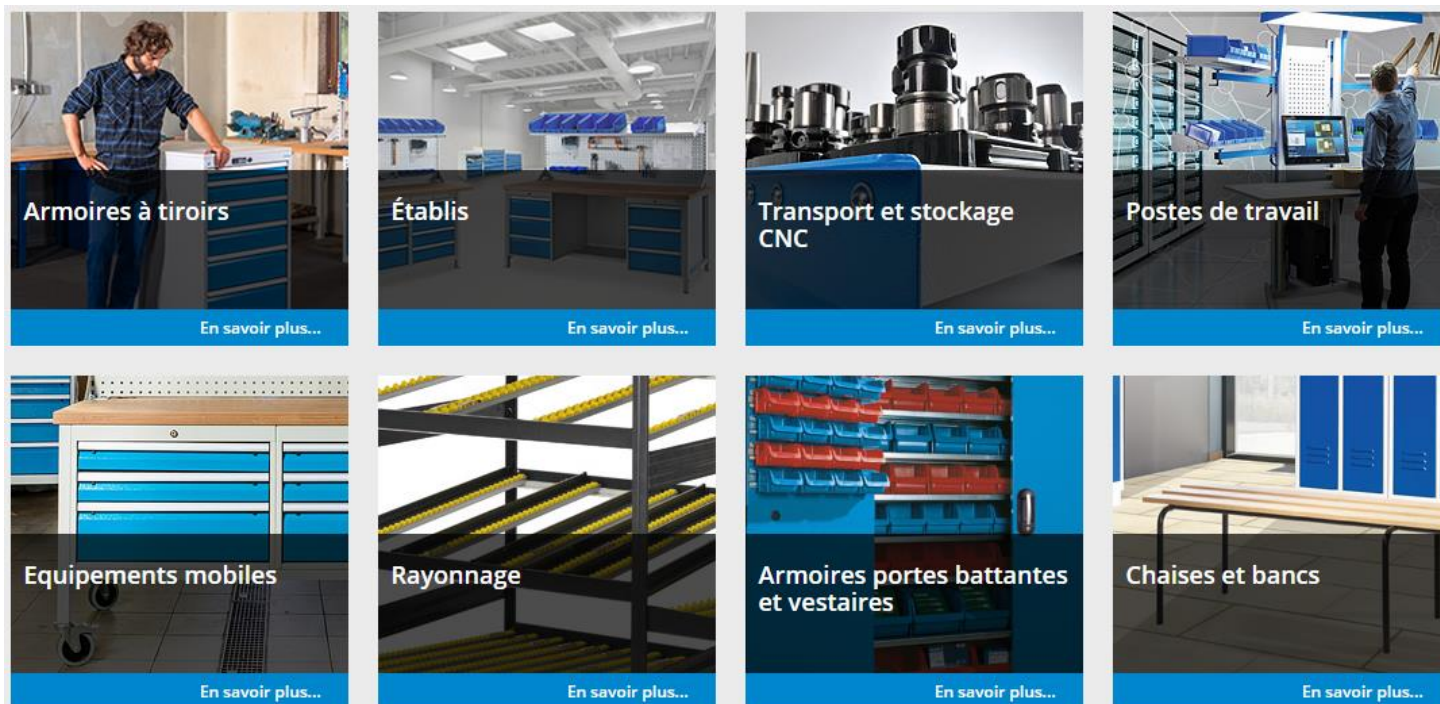 Armoires à tiroirs
En savoir plus...
Établis
En savoir plus...
Transport et stockage
CNC
En savoir plus...
Postes de travail
En savoir plus...
Equipements mobiles
En savoir plus...
Rayonnage
En savoir plus...
Armoires portes battantes
et vestaires
En savoir plus...
Chaises et bancs
En savoir plus...